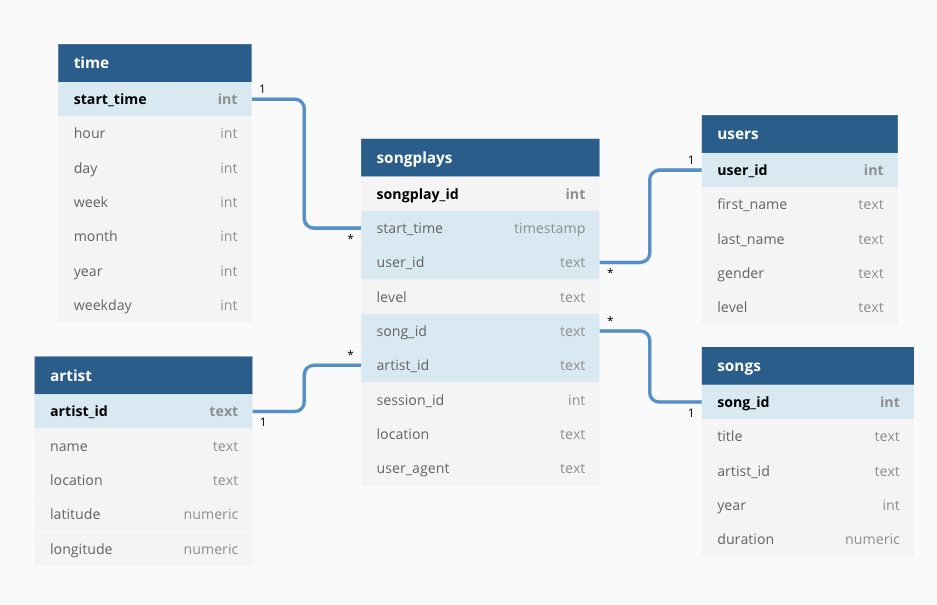 time
start_time int
hour int
day int
week int
month int
year int
weekday int
1
*
songplays
songplay_id int
start_time timestamp
user_id text
level text
song_id text
artist_id text
session_id int
location text
user_agent text
1
*
users
user_id int
first_name text
last_name text
gender text
level text
artist
artist_id text
name text
location text
latitude numeric
longitude numeric
*
1
*
1
songs
song_id int
title text
artist_id text
year int
duration numeric